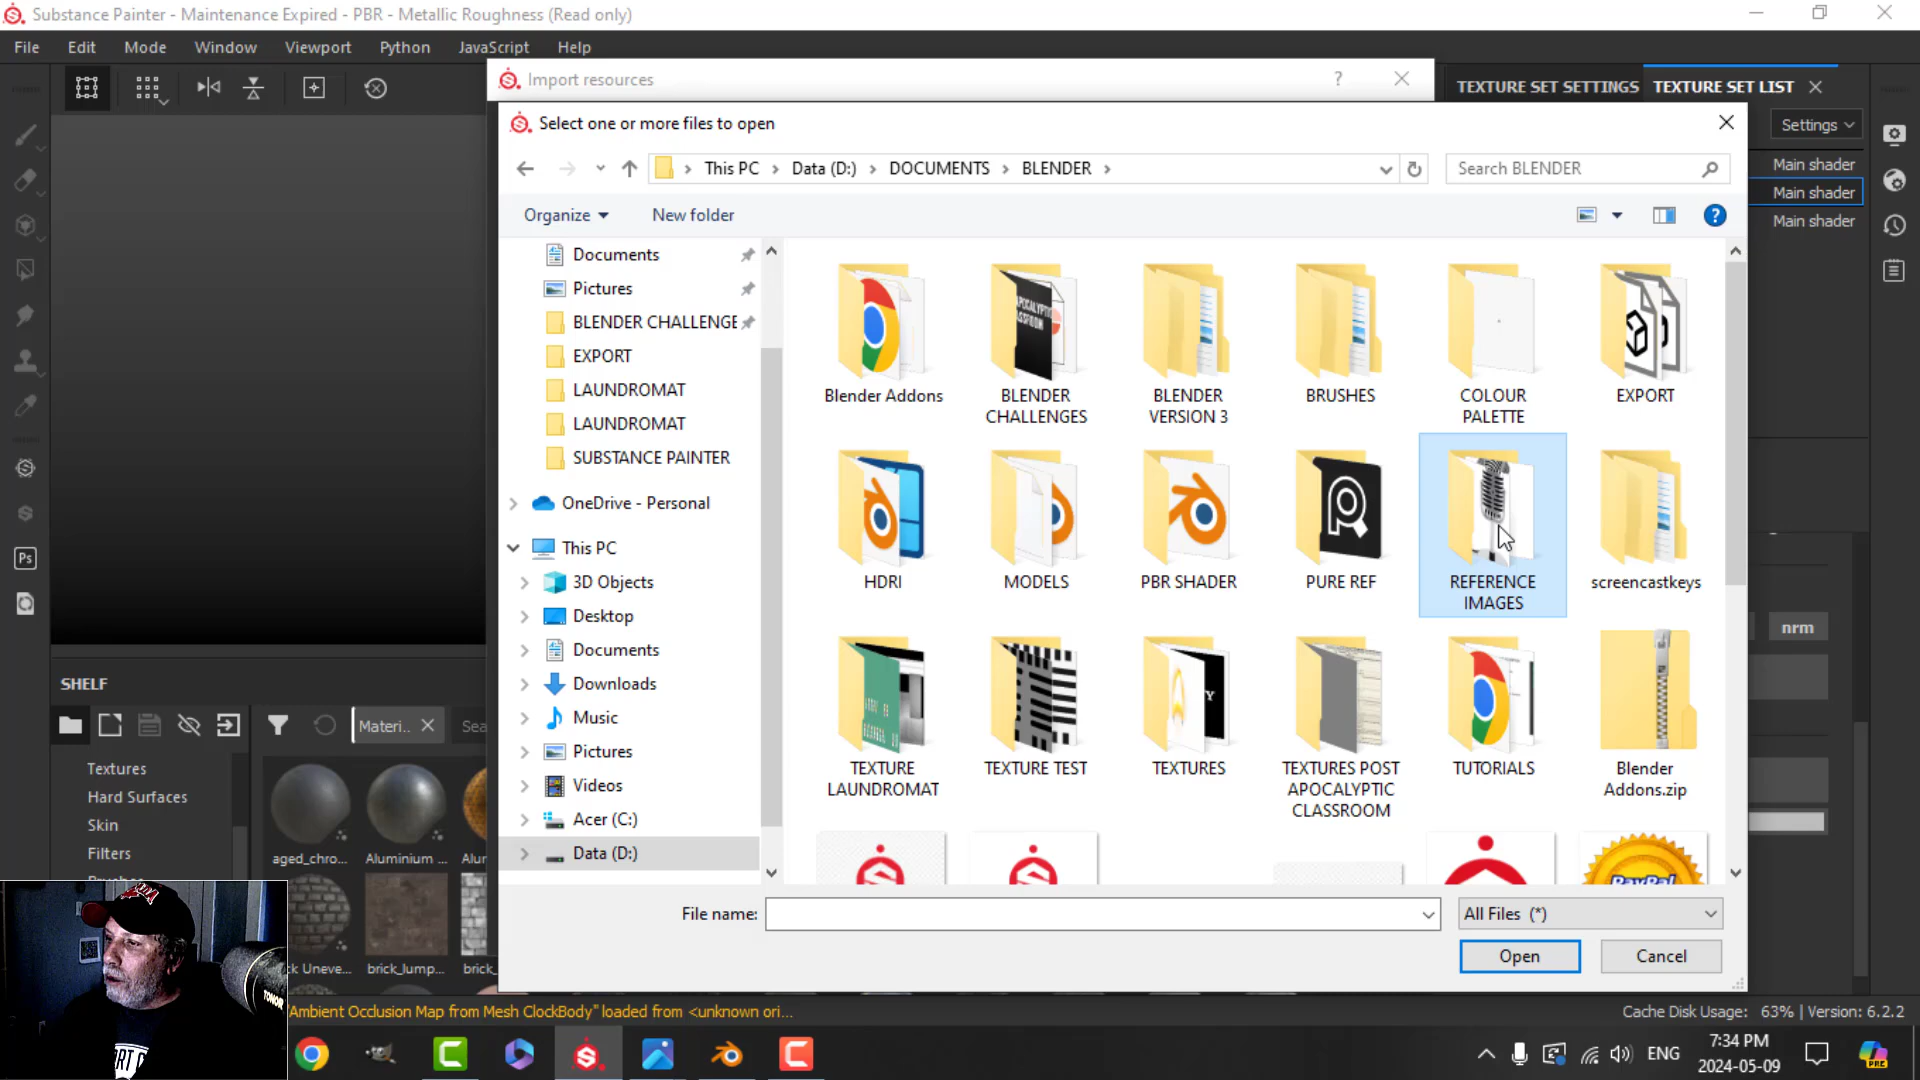 Substance Painter - Maintenance Expired - PBR - Metallic Roughness (Read only)
File Edit Mode Window Viewport Python JavaScript Help
Import resources
TEXTURE SET SETTINGS TEXTURE SET LIST
Select one or more files to open
Settings
This PC > Data (D:) > DOCUMENTS > BLENDER >
Search BLENDER
Main shader
Main shader
Main shader
Organize New folder
Documents
Pictures
BLENDER CHALLENGE
EXPORT
LAUNDROMAT
LAUNDROMAT
SUBSTANCE PAINTER
OneDrive - Personal
This PC
3D Objects
Desktop
Documents
Downloads
Music
Pictures
Videos
Acer (C:)
Data (D:)
Blender Addons
BLENDER CHALLENGES
BLENDER VERSION 3
BRUSHES
COLOUR PALETTE
EXPORT
HDRI
MODELS
PBR SHADER
PURE REF
REFERENCE IMAGES
screencastkeys
TEXTURE LAUNDROMAT
TEXTURE TEST
TEXTURES
TEXTURES POST APOCALYPTIC CLASSROOM
TUTORIALS
Blender Addons.zip
PayPal
nrm
SHELF
Materi..
Sea
Textures
Hard Surfaces
Skin
Filters
aged_chro...
Aluminium ...
brick_lump...
brick_
File name:
All Files (*)
Open Cancel
TONOR
Ambient Occlusion Map from Mesh ClockBody" loaded from <unknown ori...
Cache Disk Usage: 63% | Version: 6.2.2
Ps
ENG
7:34 PM
2024-05-09